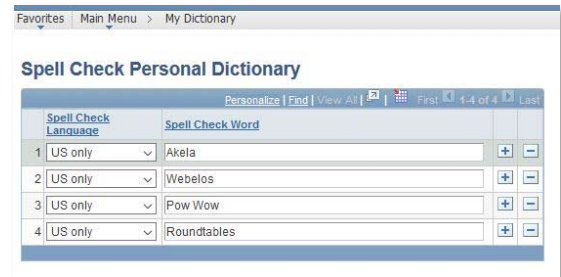 Favorites Main Menu > My Dictionary
Spell Check Personal Dictionary
Personalize | Find | View All | | First 1-4 of 4 Last
Spell Check Language Spell Check Word
1 US only Akela + -
2 US only Webelos + -
3 US only Pow Wow + -
4 US only Roundtables + -